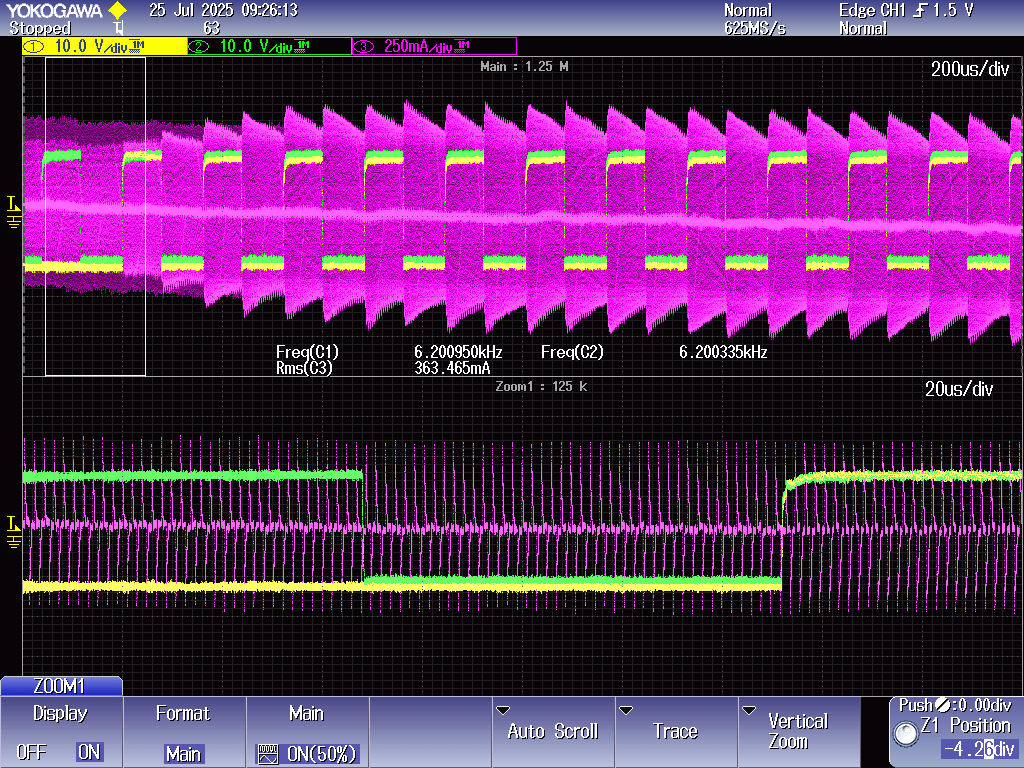 YOKOGAWA 25 Jul 2025 09:26:13 Normal Edge CH1 1.5 V
Stopped 63 625MS/s Normal
1 10.0 V/div 1M 2 10.0 V/div 1M 3 250mA/div 1M
Main : 1.25 M 200us/div
T
Freq(C1) 6.200950kHz Freq(C2) 6.200335kHz
Rms(C3) 363.465mA
Zoom1 : 125 k 20us/div
T
ZOOM1
Display Format Main Auto Scroll Trace Vertical Zoom
OFF ON Main ON(50%)
Push :0.00div
Z1 Position
-4.26div